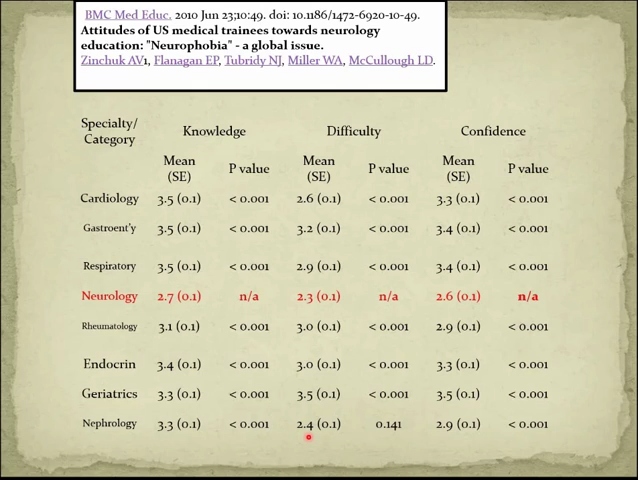 BMC Med Educ. 2010 Jun 23;10:49. doi: 10.1186/1472-6920-10-49.
Attitudes of US medical trainees towards neurology
education: "Neurophobia" - a global issue.
Zinchuk AV1, Flanagan EP, Tubridy NJ, Miller WA, McCullough LD.
Specialty/ Category Knowledge Difficulty Confidence
Mean (SE) P value Mean (SE) P value Mean (SE) P value
Cardiology 3.5 (0.1) < 0.001 2.6 (0.1) < 0.001 3.3 (0.1) < 0.001
Gastroent'y 3.5 (0.1) < 0.001 3.2 (0.1) < 0.001 3.4 (0.1) < 0.001
Respiratory 3.5 (0.1) < 0.001 2.9 (0.1) < 0.001 3.4 (0.1) < 0.001
Neurology 2.7 (0.1) n/a 2.3 (0.1) n/a 2.6 (0.1) n/a
Rheumatology 3.1 (0.1) < 0.001 3.0 (0.1) < 0.001 2.9 (0.1) < 0.001
Endocrin 3.4 (0.1) < 0.001 3.0 (0.1) < 0.001 3.3 (0.1) < 0.001
Geriatrics 3.3 (0.1) < 0.001 3.5 (0.1) < 0.001 3.5 (0.1) < 0.001
Nephrology 3.3 (0.1) < 0.001 2.4 (0.1) 0.141 2.9 (0.1) < 0.001